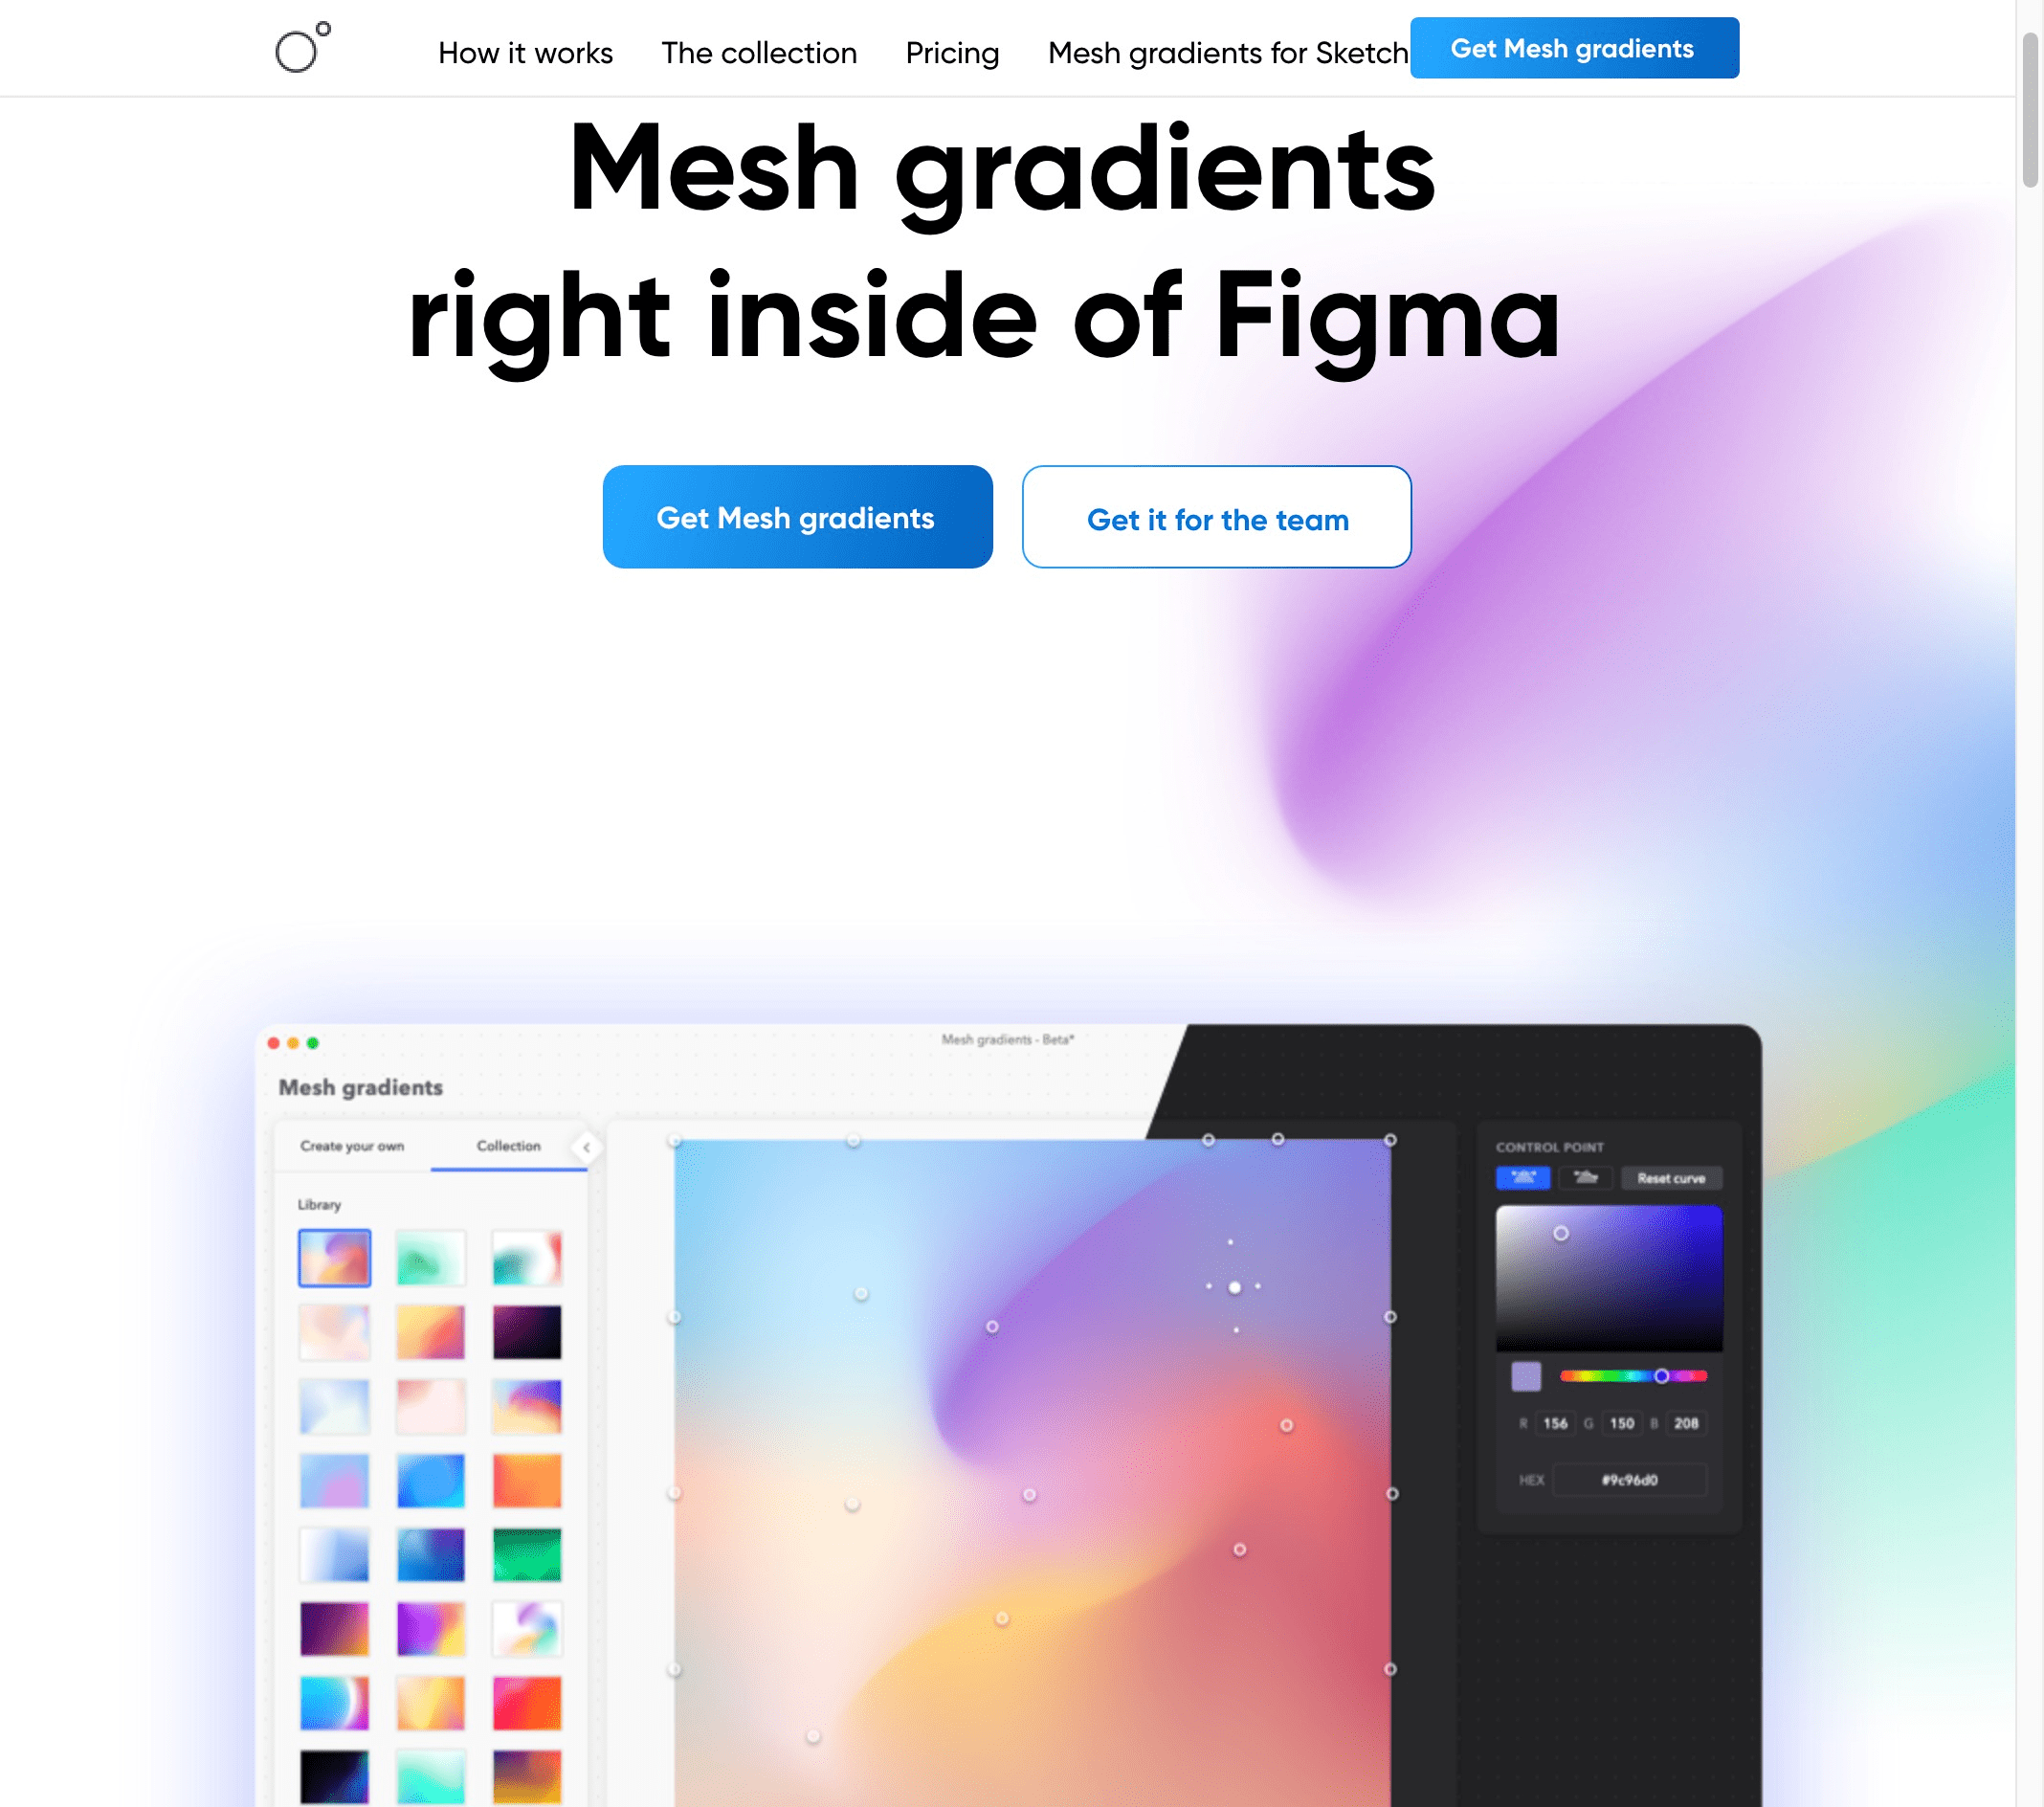 How it works
The collection
Pricing
Mesh gradients for Sketch
Get Mesh gradients
Mesh gradients
right inside of Figma
Get Mesh gradients
Get it for the team
Mesh gradients - Beta*
Mesh gradients
Create your own
Collection
Library
CONTROL POINT
Reset curve
R 156 G 150 B 208
HEX #9c96d0